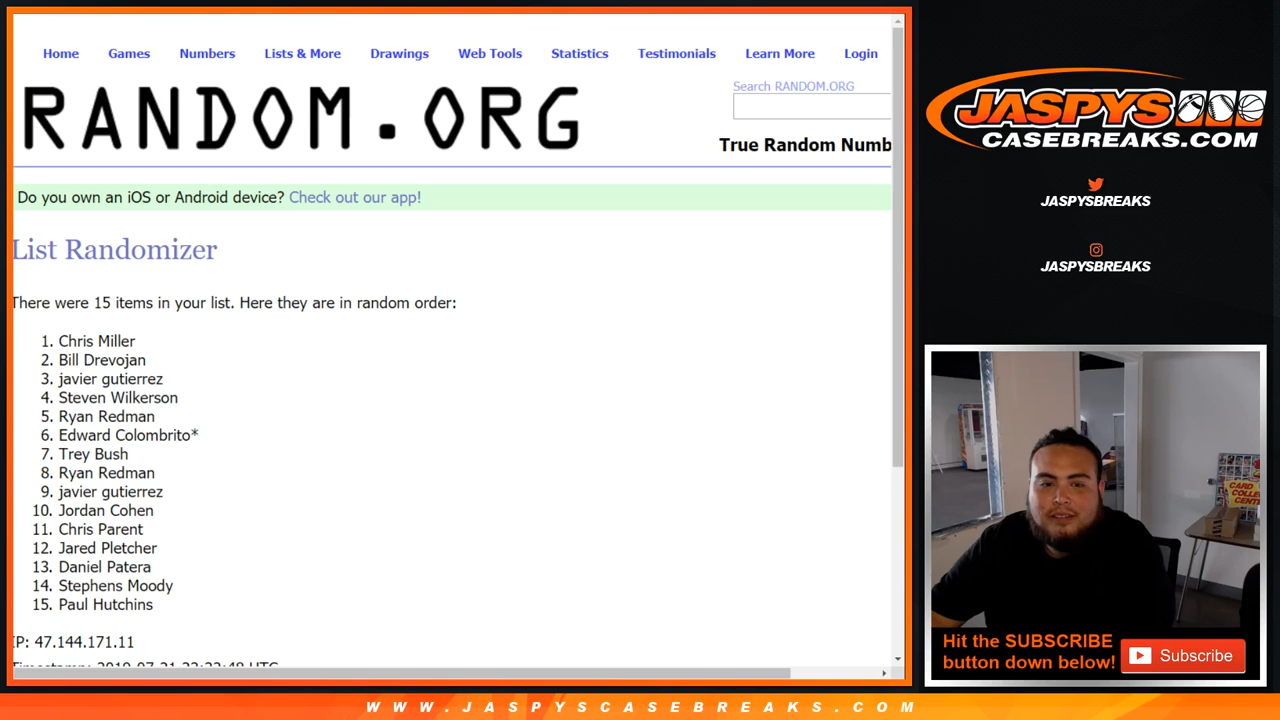 Home Games Numbers Lists & More Drawings Web Tools Statistics Testimonials Learn More Login
RANDOM.ORG
Search RANDOM.ORG
True Random Numb
Do you own an iOS or Android device? Check out our app!
List Randomizer
There were 15 items in your list. Here they are in random order:
1. Chris Miller
2. Bill Drevojan
3. javier gutierrez
4. Steven Wilkerson
5. Ryan Redman
6. Edward Colombrito*
7. Trey Bush
8. Ryan Redman
9. javier gutierrez
10. Jordan Cohen
11. Chris Parent
12. Jared Pletcher
13. Daniel Patera
14. Stephens Moody
15. Paul Hutchins
IP: 47.144.171.11
JASPYS
CASEBREAKS.COM
JASPYSBREAKS
JASPYSBREAKS
CARD
Hit the SUBSCRIBE
button down below!
Subscribe
WWW.JASPYSCASEBREAKS.COM